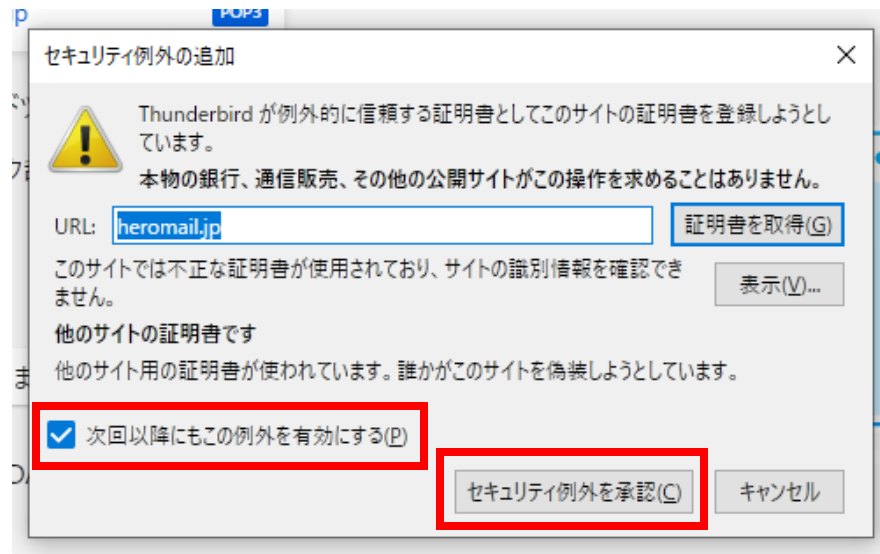 POP3
セキュリティ例外の追加
Thunderbird が例外的に信頼する証明書としてこのサイトの証明書を登録しようとし
ています。
本物の銀行、通信販売、その他の公開サイトがこの操作を求めることはありません。
URL: heromail.jp 証明書を取得(G)
このサイトでは不正な証明書が使用されており、サイトの識別情報を確認でき
ません。
表示(V)...
他のサイトの証明書です
他のサイト用の証明書が使われています。誰かがこのサイトを偽装しようとしています。
次回以降にもこの例外を有効にする(P)
セキュリティ例外を承認(C) キャンセル